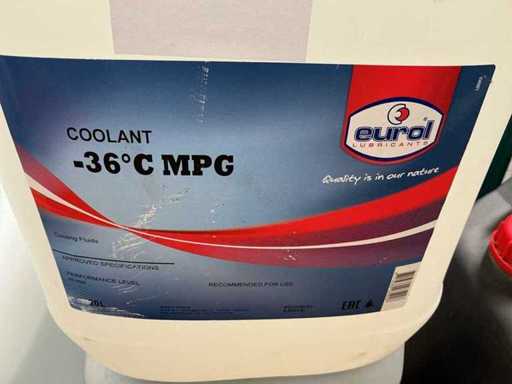 eurol
LUBRICANTS
Quality is in our nature
COOLANT
-36°C MPG
Cooling Fluids
APPROVED SPECIFICATIONS
PERFORMANCE LEVEL
RECOMMENDED FOR USE
20L
EAC